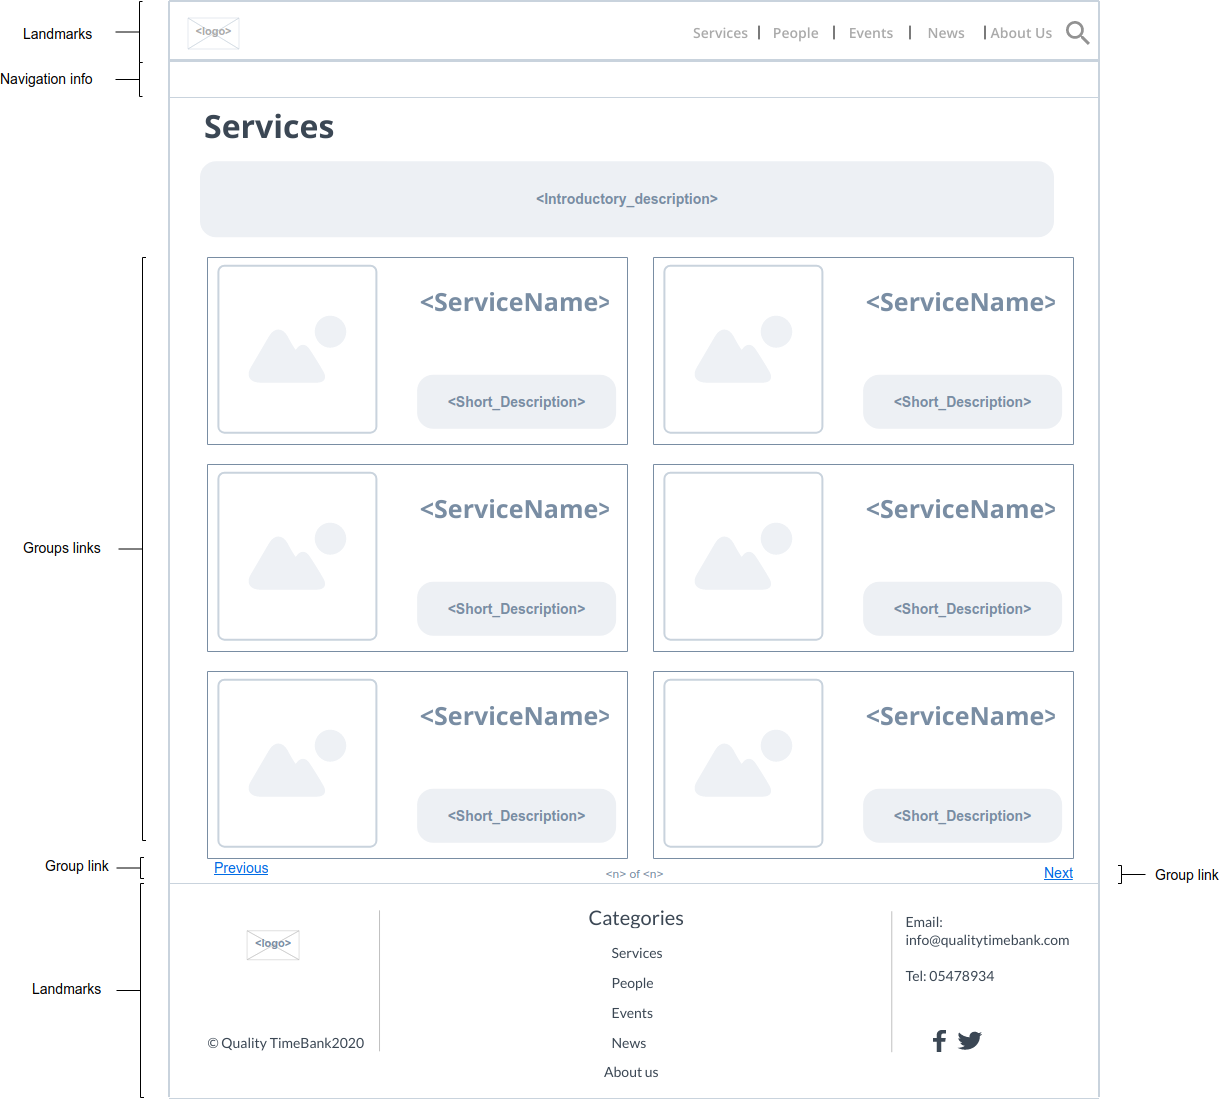 Landmarks
<logo>
Services | People | Events | News | About Us
Navigation info
Services
<Introductory_description>
<ServiceName>
<Short_Description>
<ServiceName>
<Short_Description>
Groups links
<ServiceName>
<Short_Description>
<ServiceName>
<Short_Description>
<ServiceName>
<Short_Description>
<ServiceName>
<Short_Description>
Group link
Previous
<n> of <n>
Next
Group link
Landmarks
<logo>
© Quality TimeBank2020
Categories
Services
People
Events
News
About us
Email:
info@qualitytimebank.com
Tel: 05478934